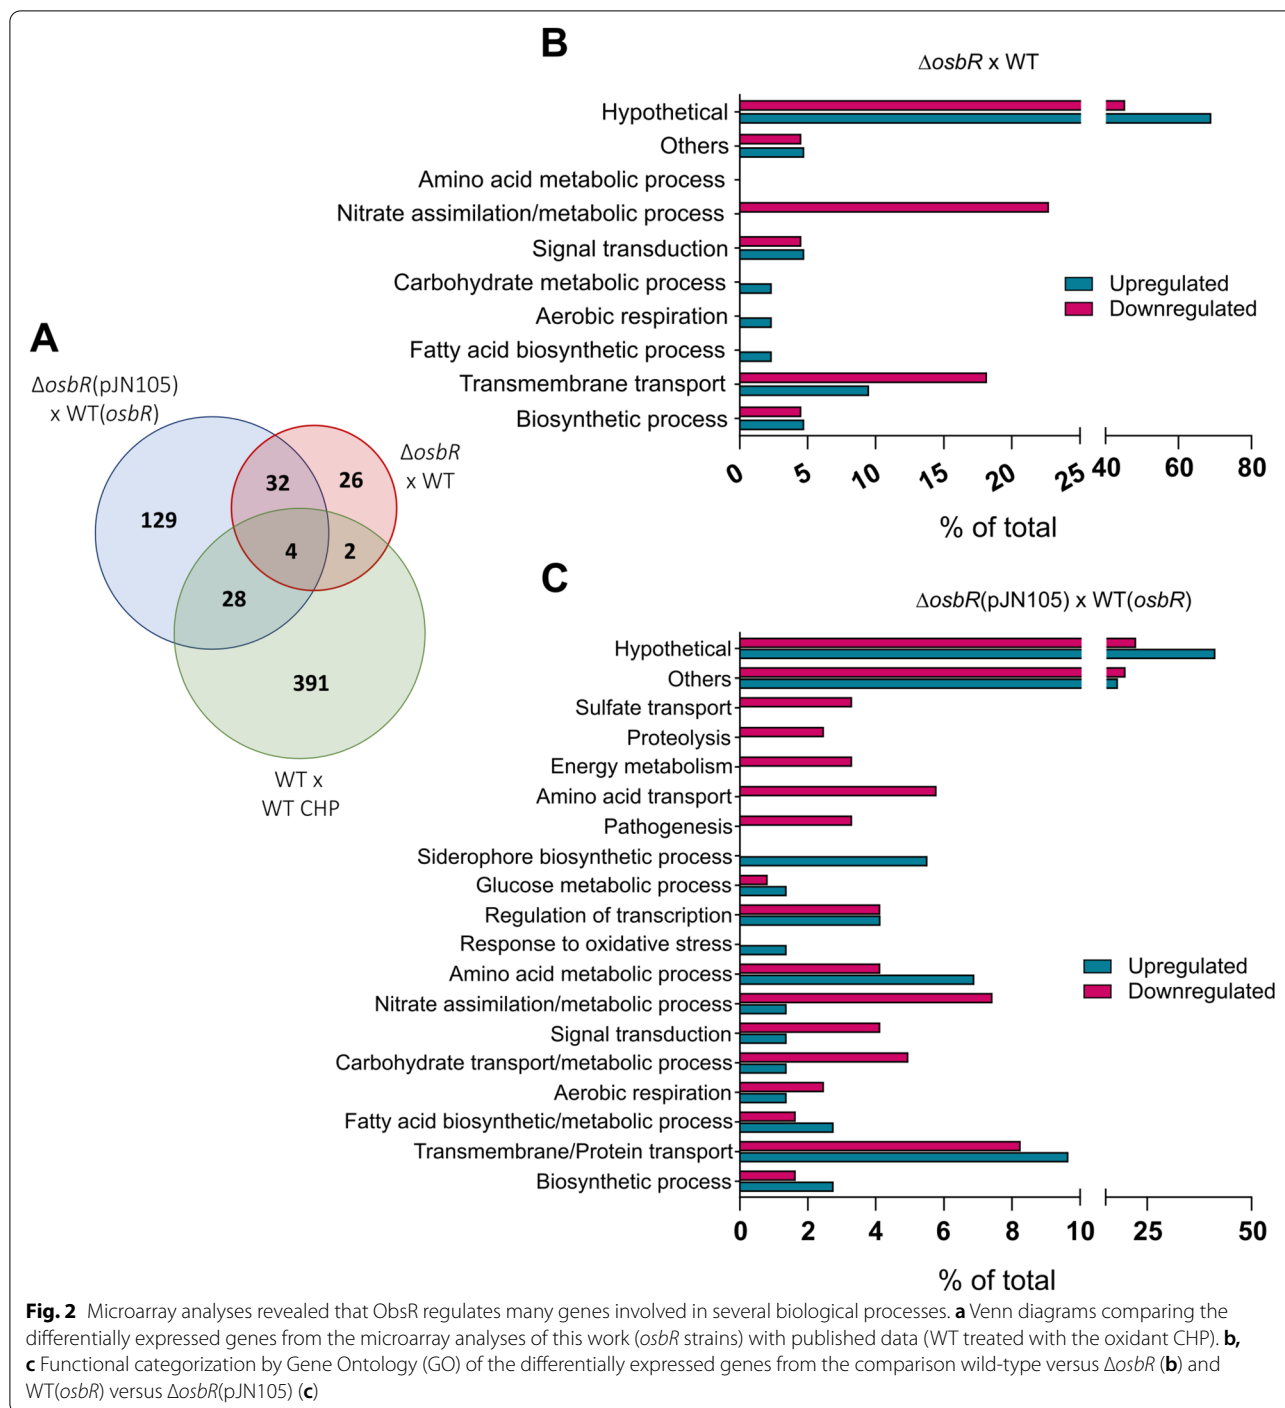 B
ΔosbR x WT
Hypothetical
Others
Amino acid metabolic process
Nitrate assimilation/metabolic process
Signal transduction
Carbohydrate metabolic process
Aerobic respiration
Fatty acid biosynthetic process
Transmembrane transport
Biosynthetic process
Upregulated
Downregulated
0 5 10 15 20 25 40 60 80
% of total
A
ΔosbR(pJN105)
x WT(osbR)
ΔosbR
x WT
32
26
129
4
2
28
391
WT x
WT CHP
C
ΔosbR(pJN105) x WT(osbR)
Hypothetical
Others
Sulfate transport
Proteolysis
Energy metabolism
Amino acid transport
Pathogenesis
Siderophore biosynthetic process
Glucose metabolic process
Regulation of transcription
Response to oxidative stress
Amino acid metabolic process
Nitrate assimilation/metabolic process
Signal transduction
Carbohydrate transport/metabolic process
Aerobic respiration
Fatty acid biosynthetic/metabolic process
Transmembrane/Protein transport
Biosynthetic process
Upregulated
Downregulated
0 2 4 6 8 10 25 50
% of total
Fig. 2 Microarray analyses revealed that ObsR regulates many genes involved in several biological processes. a Venn diagrams comparing the
differentially expressed genes from the microarray analyses of this work (osbR strains) with published data (WT treated with the oxidant CHP). b,
c Functional categorization by Gene Ontology (GO) of the differentially expressed genes from the comparison wild-type versus ΔosbR (b) and
WT(osbR) versus ΔosbR(pJN105) (c)